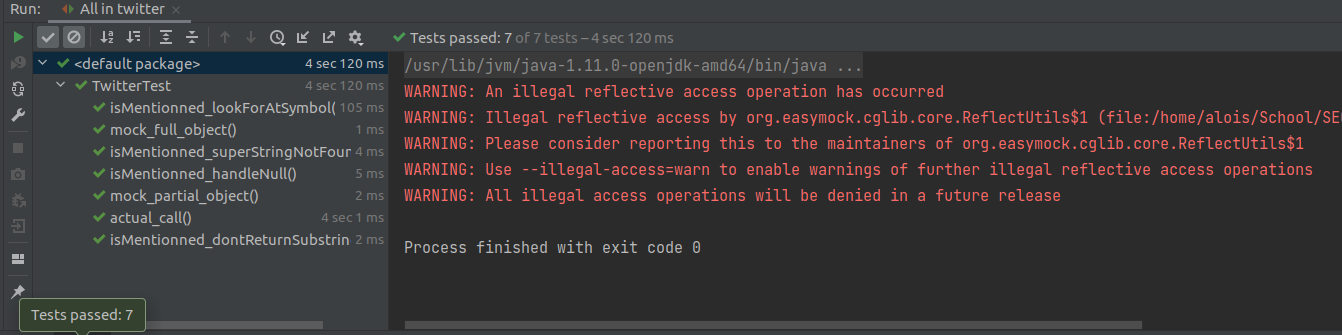 Run: All in twitter
Tests passed: 7 of 7 tests – 4 sec 120 ms
<default package> 4 sec 120 ms
TwitterTest 4 sec 120 ms
isMentionned_lookForAtSymbol( 105 ms
mock_full_object() 1 ms
isMentionned_superStringNotFour 4 ms
isMentionned_handleNull() 5 ms
mock_partial_object() 2 ms
actual_call() 4 sec 1 ms
isMentionned_dontReturnSubstrin 2 ms
/usr/lib/jvm/java-1.11.0-openjdk-amd64/bin/java ...
WARNING: An illegal reflective access operation has occurred
WARNING: Illegal reflective access by org.easymock.cglib.core.ReflectUtils$1 (file:/home/alois/School/SE
WARNING: Please consider reporting this to the maintainers of org.easymock.cglib.core.ReflectUtils$1
WARNING: Use --illegal-access=warn to enable warnings of further illegal reflective access operations
WARNING: All illegal access operations will be denied in a future release
Process finished with exit code 0
Tests passed: 7